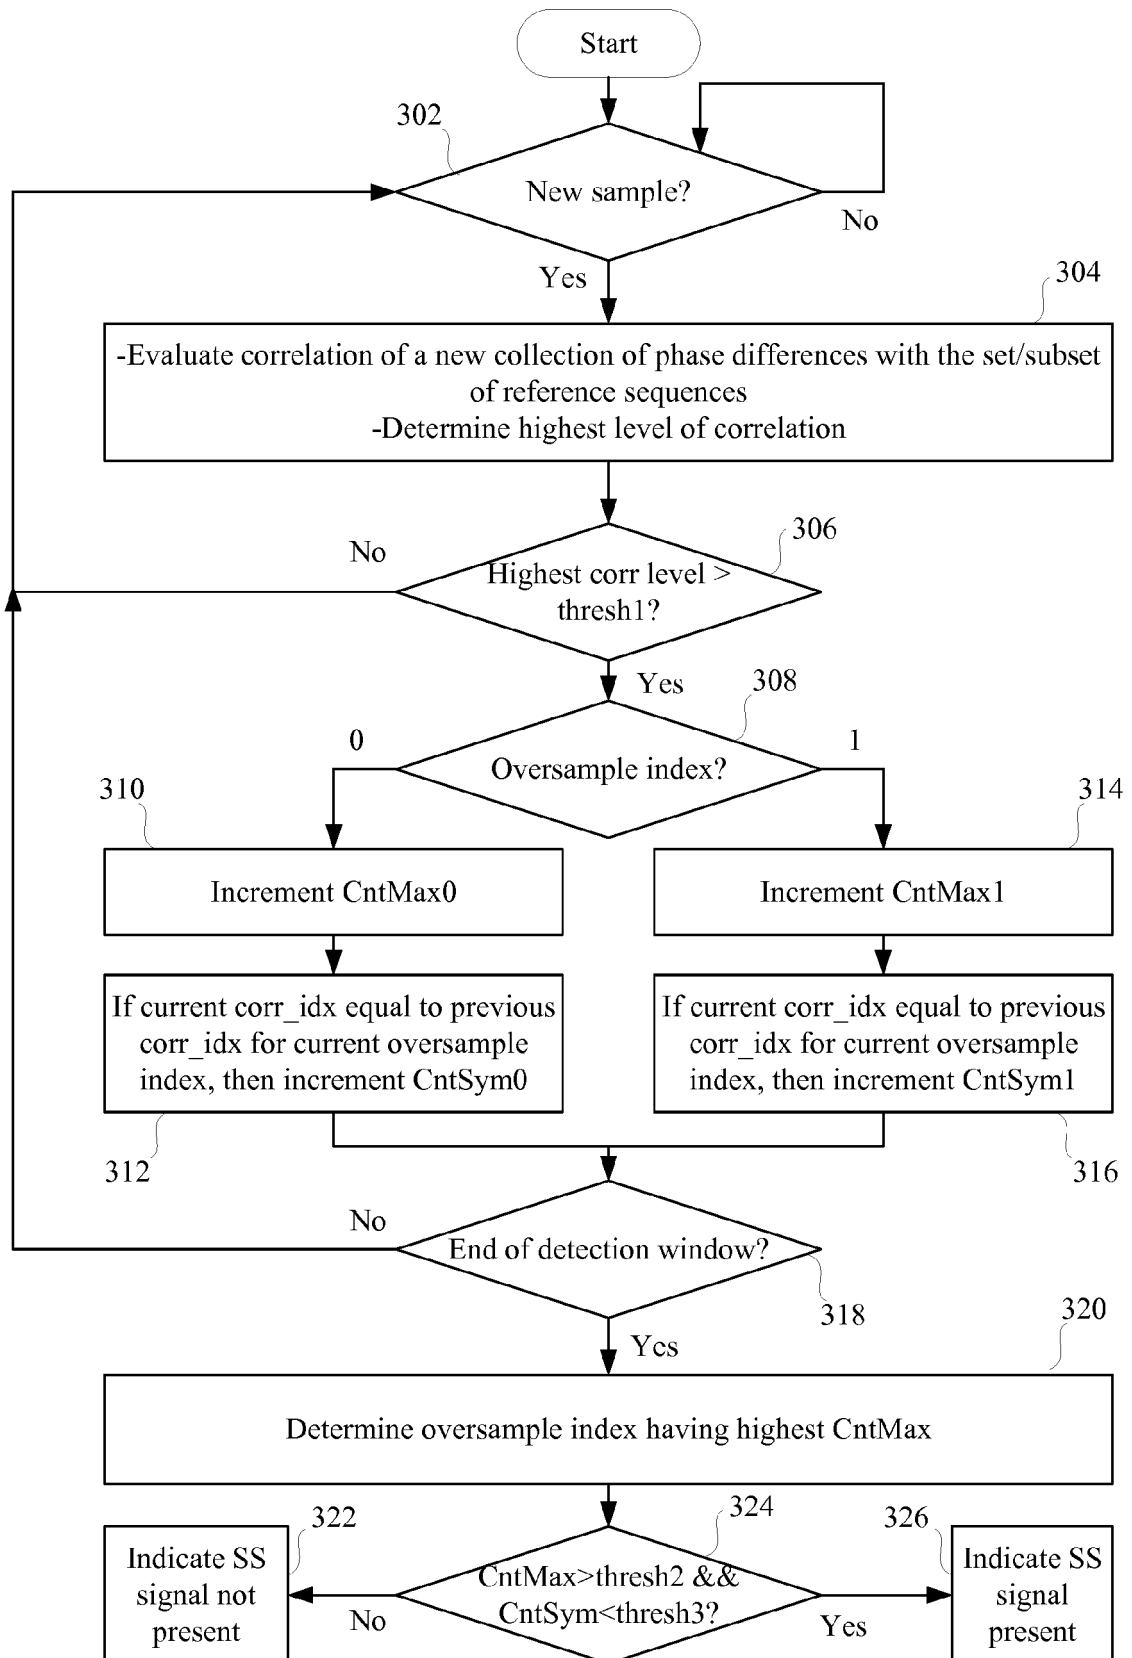 Start
302
New sample?
No
Yes
304
-Evaluate correlation of a new collection of phase differences with the set/subset
of reference sequences
-Determine highest level of correlation
306
No
Highest corr level >
thresh1?
Yes
308
0
1
Oversample index?
310
314
Increment CntMax0
Increment CntMax1
If current corr_idx equal to previous
corr_idx for current oversample
index, then increment CntSym0
If current corr_idx equal to previous
corr_idx for current oversample
index, then increment CntSym1
312
316
No
End of detection window?
318
Yes
320
Determine oversample index having highest CntMax
322
324
326
Indicate SS
signal not
present
CntMax>thresh2 &&
CntSym<thresh3?
Indicate SS
signal
present
No
Yes